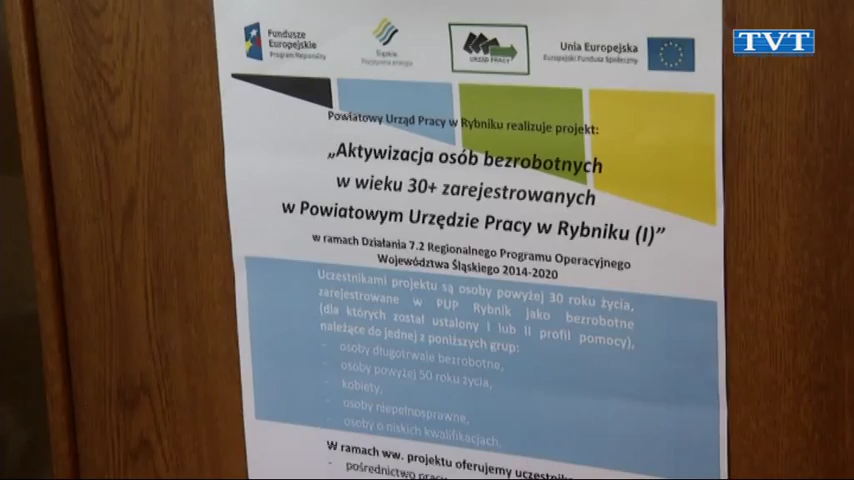 Fundusze
Europejskie
Program Regionalny
Śląskie.
Pozytywna energia
URZĄD PRACY
Unia Europejska
Europejski Fundusz Społeczny
TVT
Powiatowy Urząd Pracy w Rybniku realizuje projekt:
„Aktywizacja osób bezrobotnych
w wieku 30+ zarejestrowanych
w Powiatowym Urzędzie Pracy w Rybniku (I)”
w ramach Działania 7.2 Regionalnego Programu Operacyjnego
Województwa Śląskiego 2014-2020
Uczestnikami projektu są osoby powyżej 30 roku życia,
zarejestrowane w PUP Rybnik jako bezrobotne
(dla których został ustalony I lub II profil pomocy),
należące do jednej z poniższych grup:
- osoby długotrwale bezrobotne,
- osoby powyżej 50 roku życia,
- kobiety,
- osoby niepełnosprawne,
- osoby o niskich kwalifikacjach.
W ramach ww. projektu oferujemy
- pośrednictwo pracy